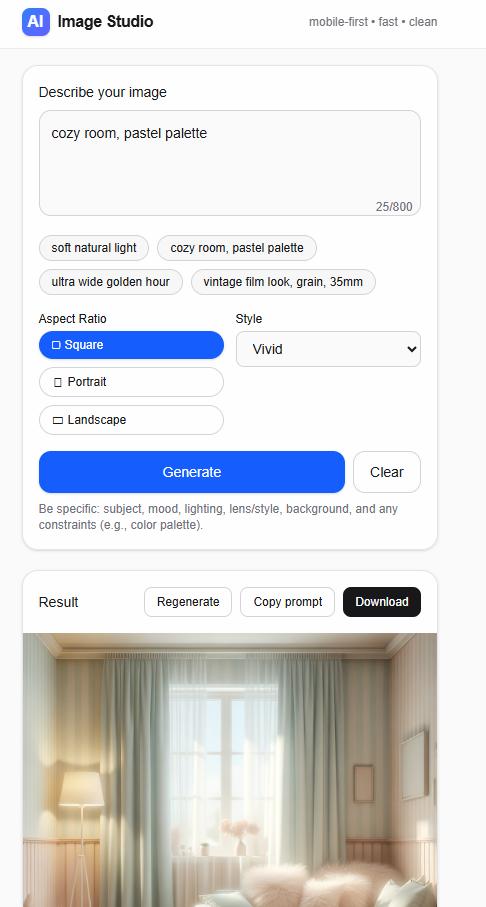 AI Image Studio mobile-first • fast • clean
Describe your image
cozy room, pastel palette
25/800
soft natural light cozy room, pastel palette
ultra wide golden hour vintage film look, grain, 35mm
Aspect Ratio Style
Square Vivid
Portrait
Landscape
Generate Clear
Be specific: subject, mood, lighting, lens/style, background, and any
constraints (e.g., color palette).
Result Regenerate Copy prompt Download